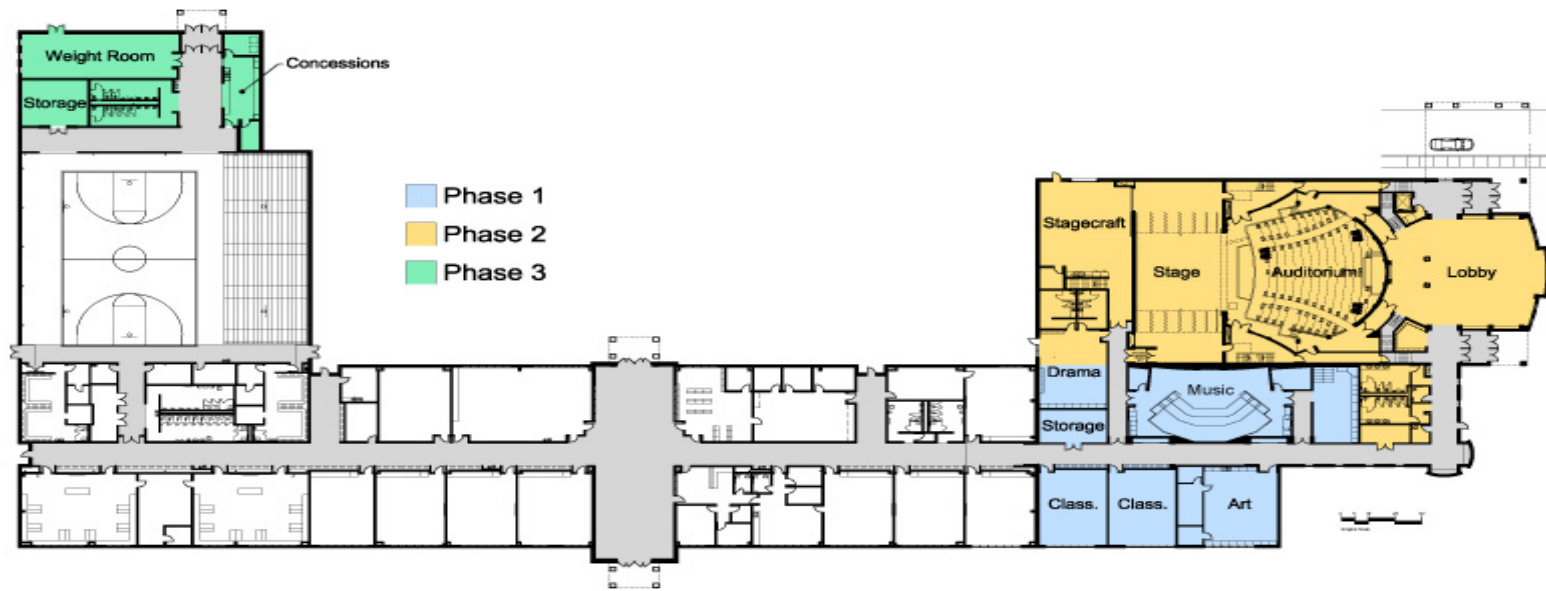 Weight Room
Concessions
Storage
Phase 1
Phase 2
Phase 3
Stagecraft
Stage
Auditorium
Lobby
Drama
Music
Storage
Class.
Class.
Art